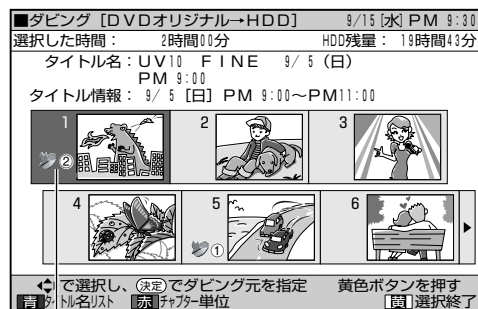 ■ダビング [DVDオリジナル→HDD] 9/15[水]PM 9:30
選択した時間： 2時間00分 HDD残量： 19時間43分
タイトル名：UV10 FINE 9/ 5 (日)
PM 9:00
タイトル情報： 9/ 5 [日] PM 9:00～PM11:00
1 2 3
② 
4 5 6
①
で選択し、決定でダビング元を指定 黄色ボタンを押す
青 タイトル名リスト 赤 チャプター単位 黄 選択終了